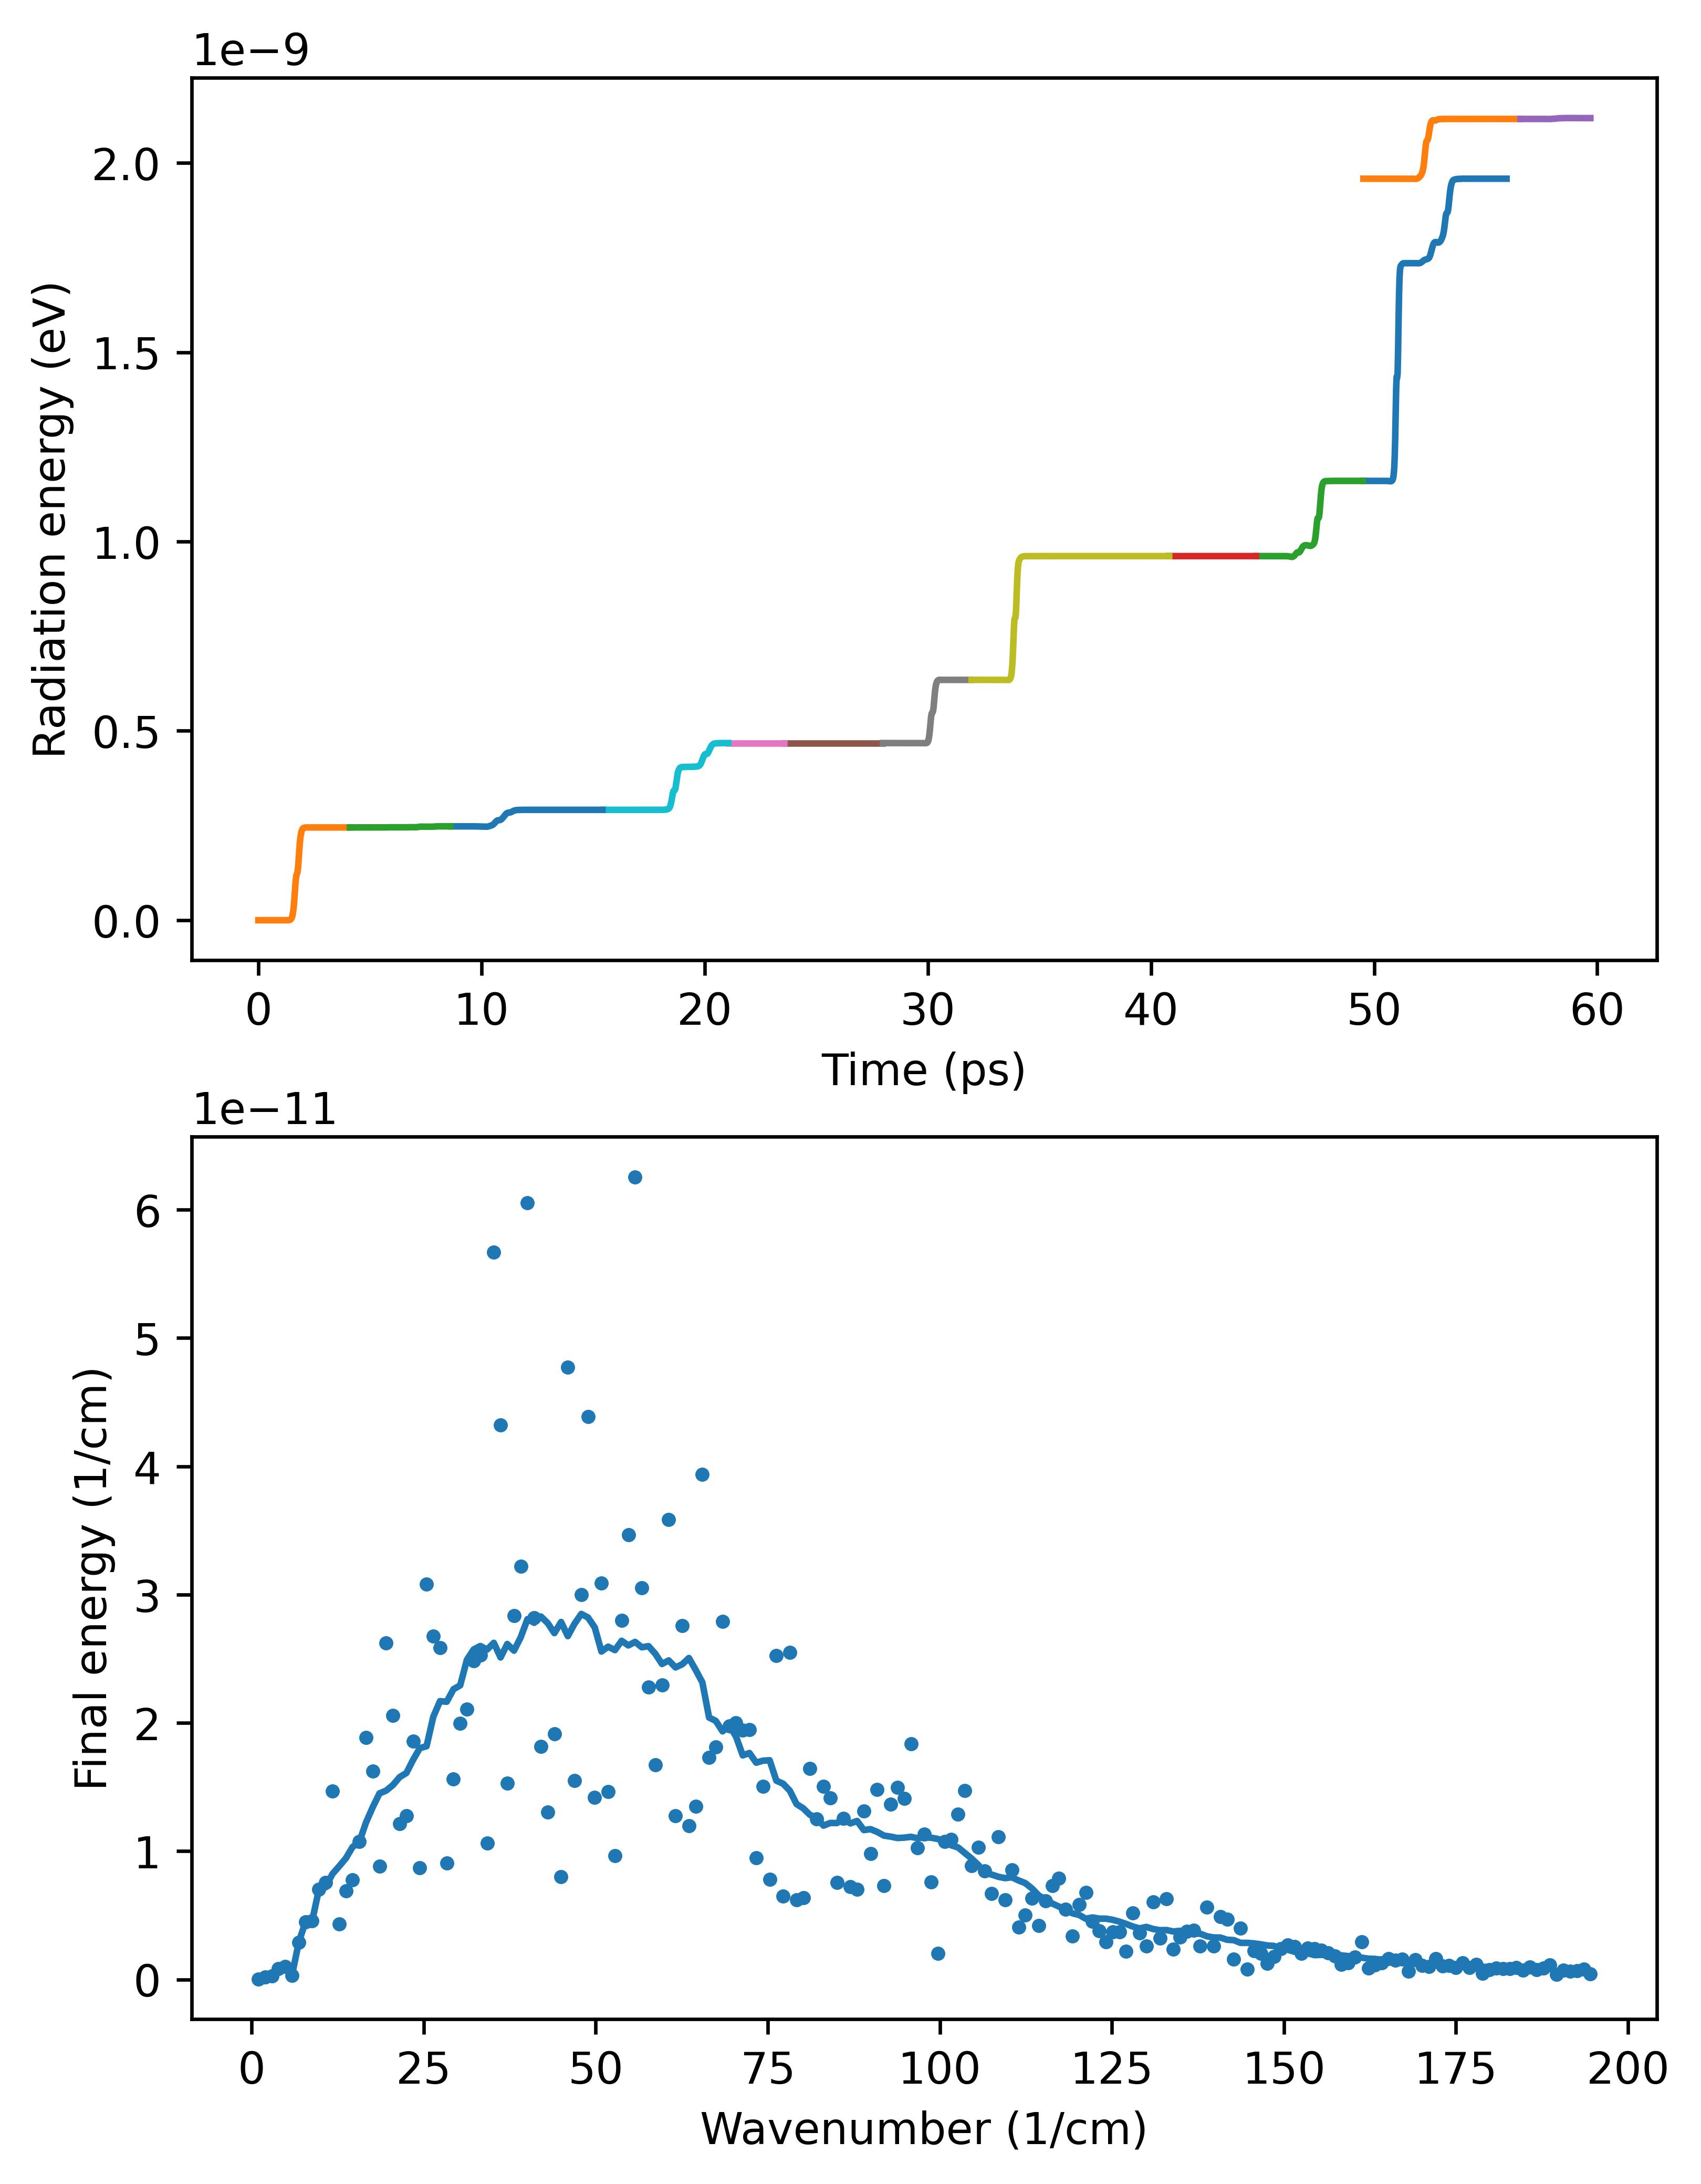 1e−9
Radiation energy (eV)
2.0
1.5
1.0
0.5
0.0
0 10 20 30 40 50 60
Time (ps)
1e−11
Final energy (1/cm)
6
5
4
3
2
1
0
0 25 50 75 100 125 150 175 200
Wavenumber (1/cm)